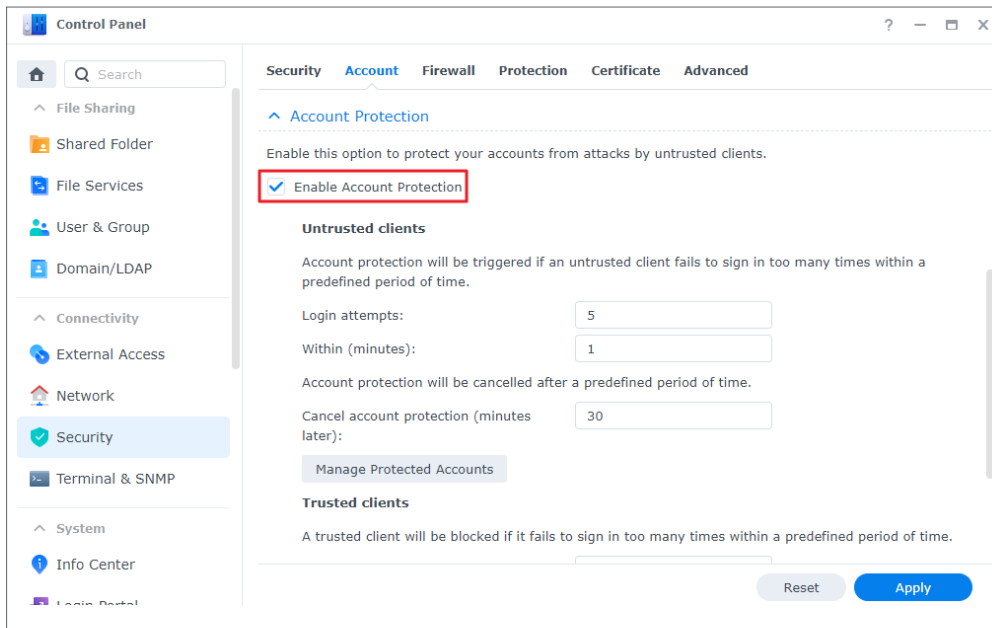 Control Panel
?
Search
File Sharing
Shared Folder
File Services
User & Group
Domain/LDAP
Connectivity
External Access
Network
Security
Terminal & SNMP
System
Info Center
Login Portal
Security Account Firewall Protection Certificate Advanced
Account Protection
Enable this option to protect your accounts from attacks by untrusted clients.
Enable Account Protection
Untrusted clients
Account protection will be triggered if an untrusted client fails to sign in too many times within a
predefined period of time.
Login attempts: 5
Within (minutes): 1
Account protection will be cancelled after a predefined period of time.
Cancel account protection (minutes 30
later):
Manage Protected Accounts
Trusted clients
A trusted client will be blocked if it fails to sign in too many times within a predefined period of time.
Reset Apply